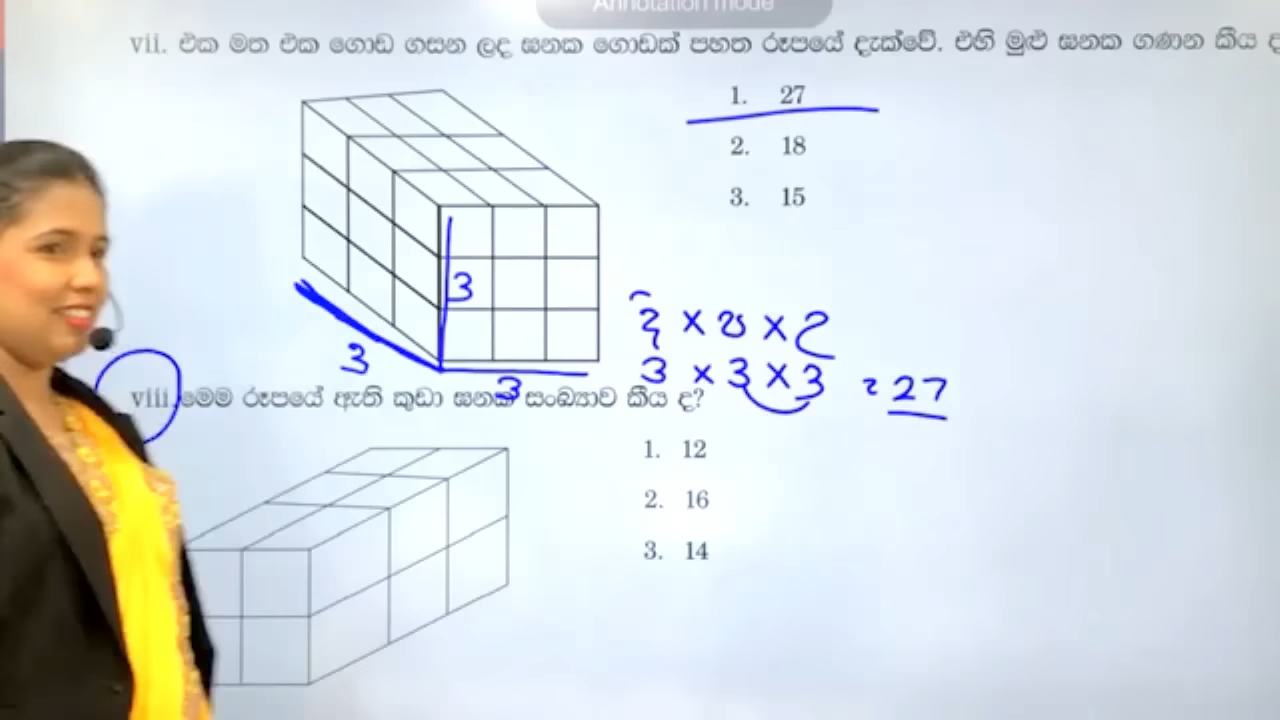 Annotation mode
vii. එක මත එක ගොඩ ගසන ලද ඝනක ගොඩක් පහත රූපයේ දැක්වේ. එහි මුළු ඝනක ගණන කීය ද
1. 27
2. 18
3. 15
3
දි × ප × උ
3
3 × 3 × 3 = 27
3
viii. මෙම රූපයේ ඇති කුඩා ඝනක සංඛ්‍යාව කීය ද?
1. 12
2. 16
3. 14